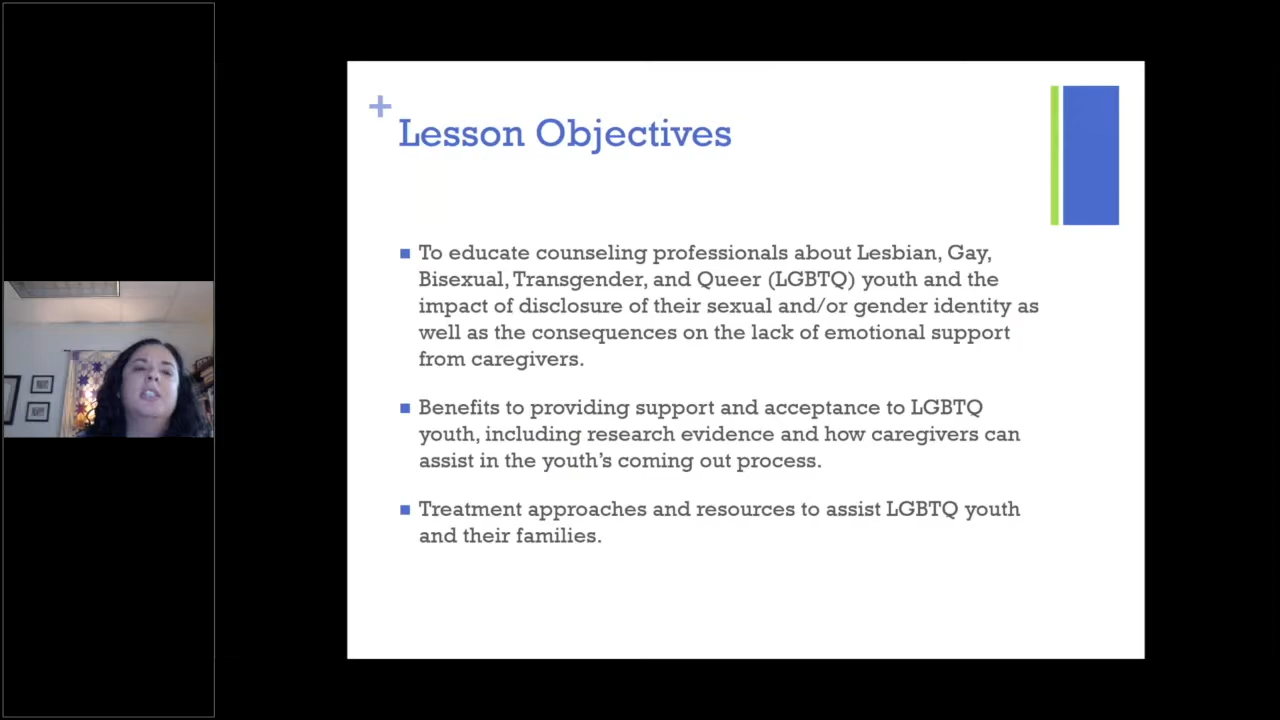 +
Lesson Objectives
To educate counseling professionals about Lesbian, Gay,
Bisexual, Transgender, and Queer (LGBTQ) youth and the
impact of disclosure of their sexual and/or gender identity as
well as the consequences on the lack of emotional support
from caregivers.
Benefits to providing support and acceptance to LGBTQ
youth, including research evidence and how caregivers can
assist in the youth’s coming out process.
Treatment approaches and resources to assist LGBTQ youth
and their families.